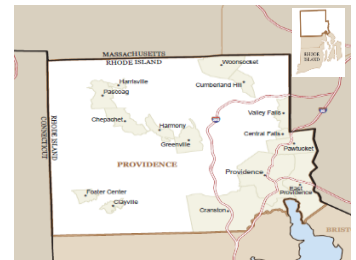 MASSACHUSETTS
RHODE ISLAND
RHODE
ISLAND
Woonsocket
Harrisville
Cumberland Hill
Pascoag
Valley Falls
Chepachet
Harmony
Central Falls
CONNECTICUT
RHODE ISLAND
Greenville
Pawtucket
PROVIDENCE
Providence
East
Providence
Foster Center
Clayville
Cranston
BRIST